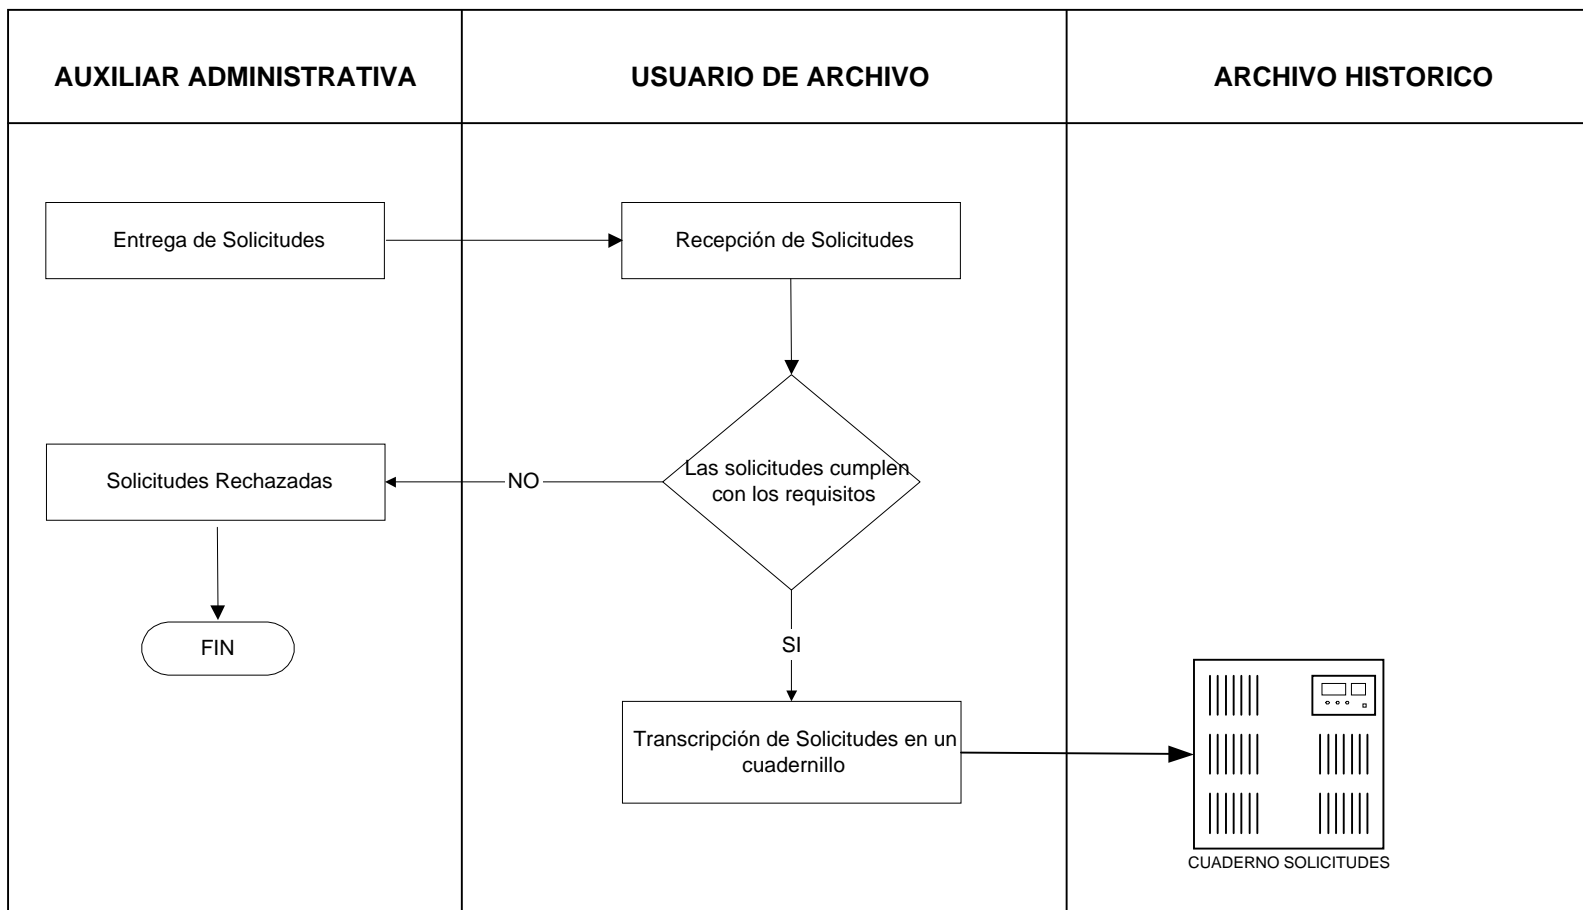 AUXILIAR ADMINISTRATIVA
USUARIO DE ARCHIVO
ARCHIVO HISTORICO
Entrega de Solicitudes
Recepción de Solicitudes
Las solicitudes cumplen
con los requisitos
NO
Solicitudes Rechazadas
FIN
SI
Transcripción de Solicitudes en un
cuadernillo
CUADERNO SOLICITUDES